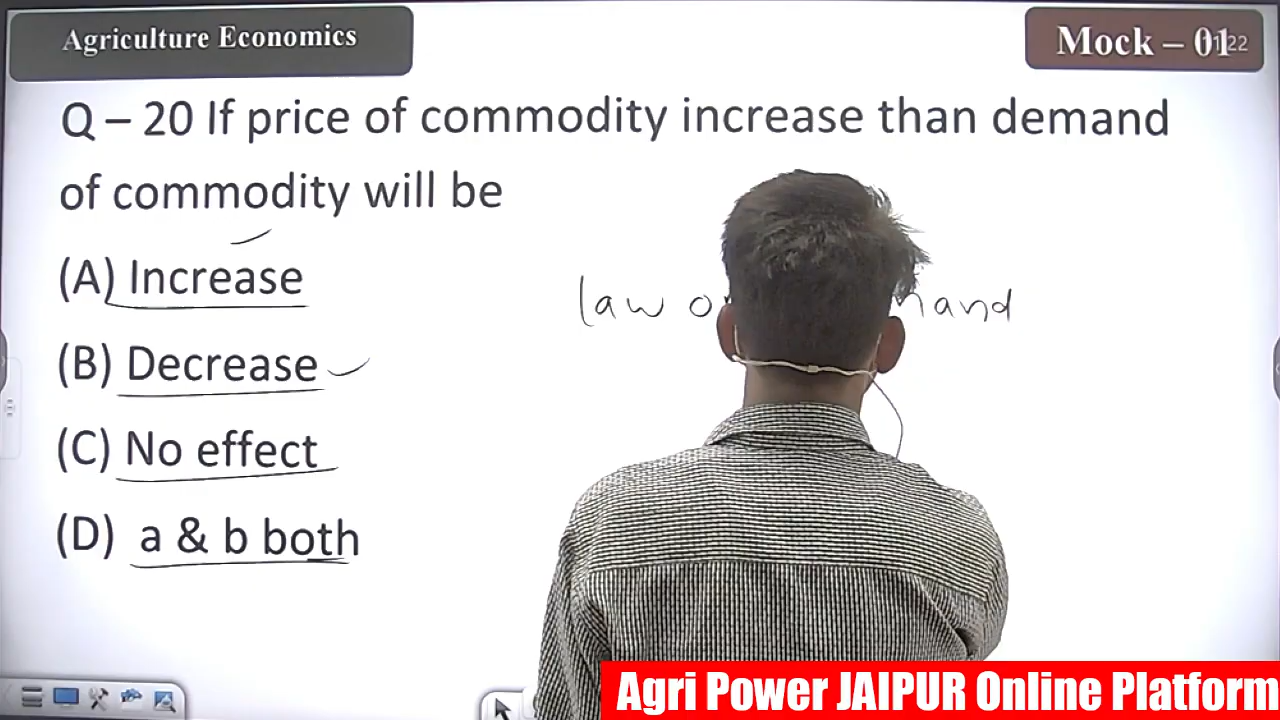 Agriculture Economics
Mock – 01
Q – 20 If price of commodity increase than demand
of commodity will be
(A) Increase
(B) Decrease
(C) No effect
(D) a & b both
law
Agri Power JAIPUR Online Platform